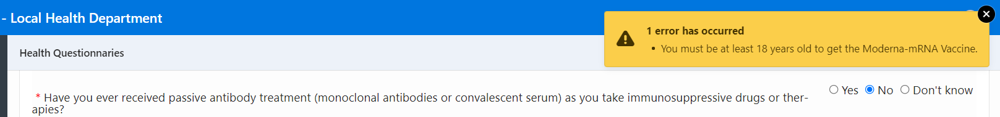 - Local Health Department
1 error has occurred
• You must be at least 18 years old to get the Moderna-mRNA Vaccine.
Health Questionnaries
* Have you ever received passive antibody treatment (monoclonal antibodies or convalescent serum) as you take immunosuppressive drugs or ther-
apies?
Yes No Don't know